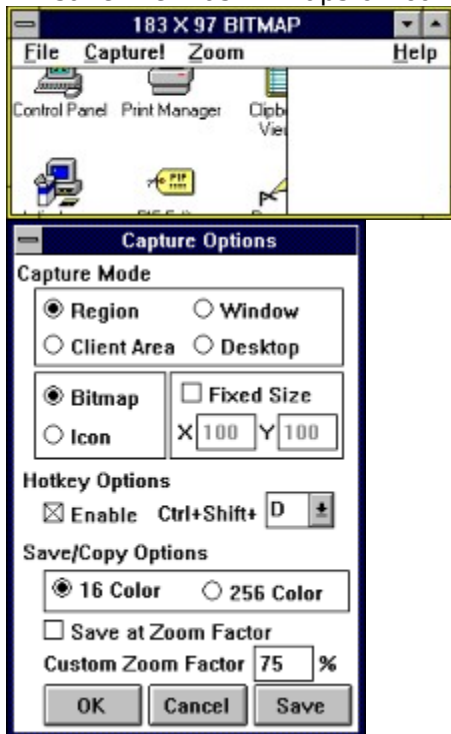 183 X 97 BITMAP
File Capture! Zoom Help
Control Panel Print Manager Clipb
View
Capture Options
Capture Mode
Region Window
Client Area Desktop
Bitmap Fixed Size
Icon X 100 Y 100
Hotkey Options
Enable Ctrl+Shift+ D
Save/Copy Options
16 Color 256 Color
Save at Zoom Factor
Custom Zoom Factor 75 %
OK Cancel Save